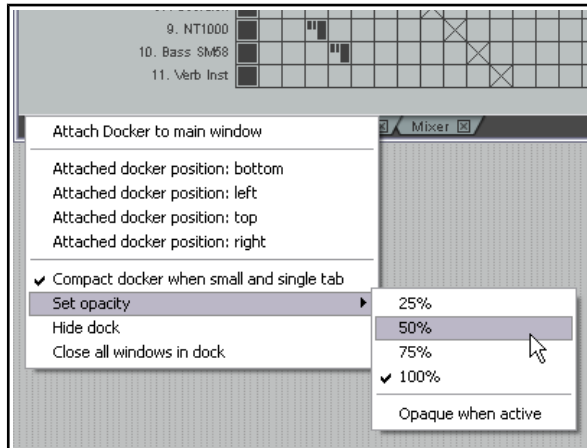 9. NT1000
10. Bass SM58
11. Verb Inst
Mixer
Attach Docker to main window
Attached docker position: bottom
Attached docker position: left
Attached docker position: top
Attached docker position: right
Compact docker when small and single tab
Set opacity
Hide dock
Close all windows in dock
25%
50%
75%
100%
Opaque when active